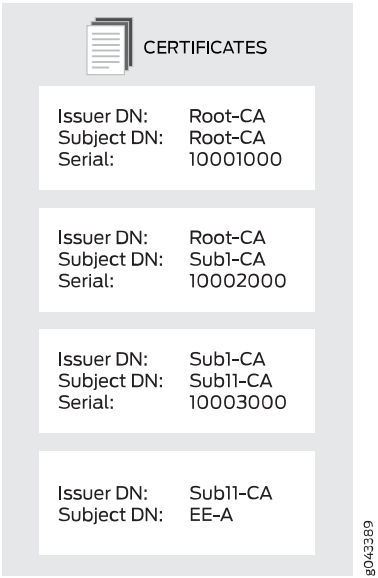 CERTIFICATES
Issuer DN: Root-CA
Subject DN: Root-CA
Serial: 10001000
Issuer DN: Root-CA
Subject DN: Sub1-CA
Serial: 10002000
Issuer DN: Sub1-CA
Subject DN: Sub11-CA
Serial: 10003000
Issuer DN: Sub11-CA
Subject DN: EE-A
g043389